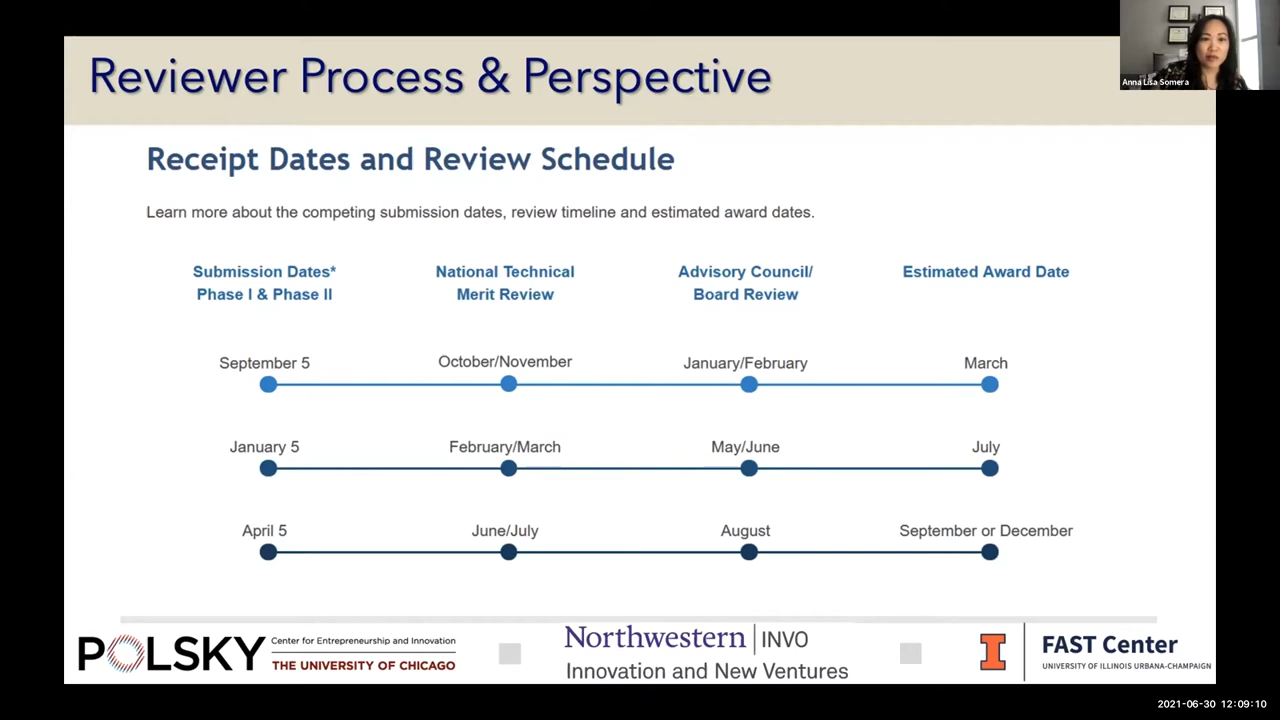 Reviewer Process & Perspective
Anna Lisa Somera
Receipt Dates and Review Schedule
Learn more about the competing submission dates, review timeline and estimated award dates.
Submission Dates*
Phase I & Phase II
National Technical
Merit Review
Advisory Council/
Board Review
Estimated Award Date
September 5
October/November
January/February
March
January 5
February/March
May/June
July
April 5
June/July
August
September or December
POLSKY
Center for Entrepreneurship and Innovation
THE UNIVERSITY OF CHICAGO
Northwestern | INVO
Innovation and New Ventures
I
FAST Center
UNIVERSITY OF ILLINOIS URBANA-CHAMPAIGN
2021-06-30 12:09:10